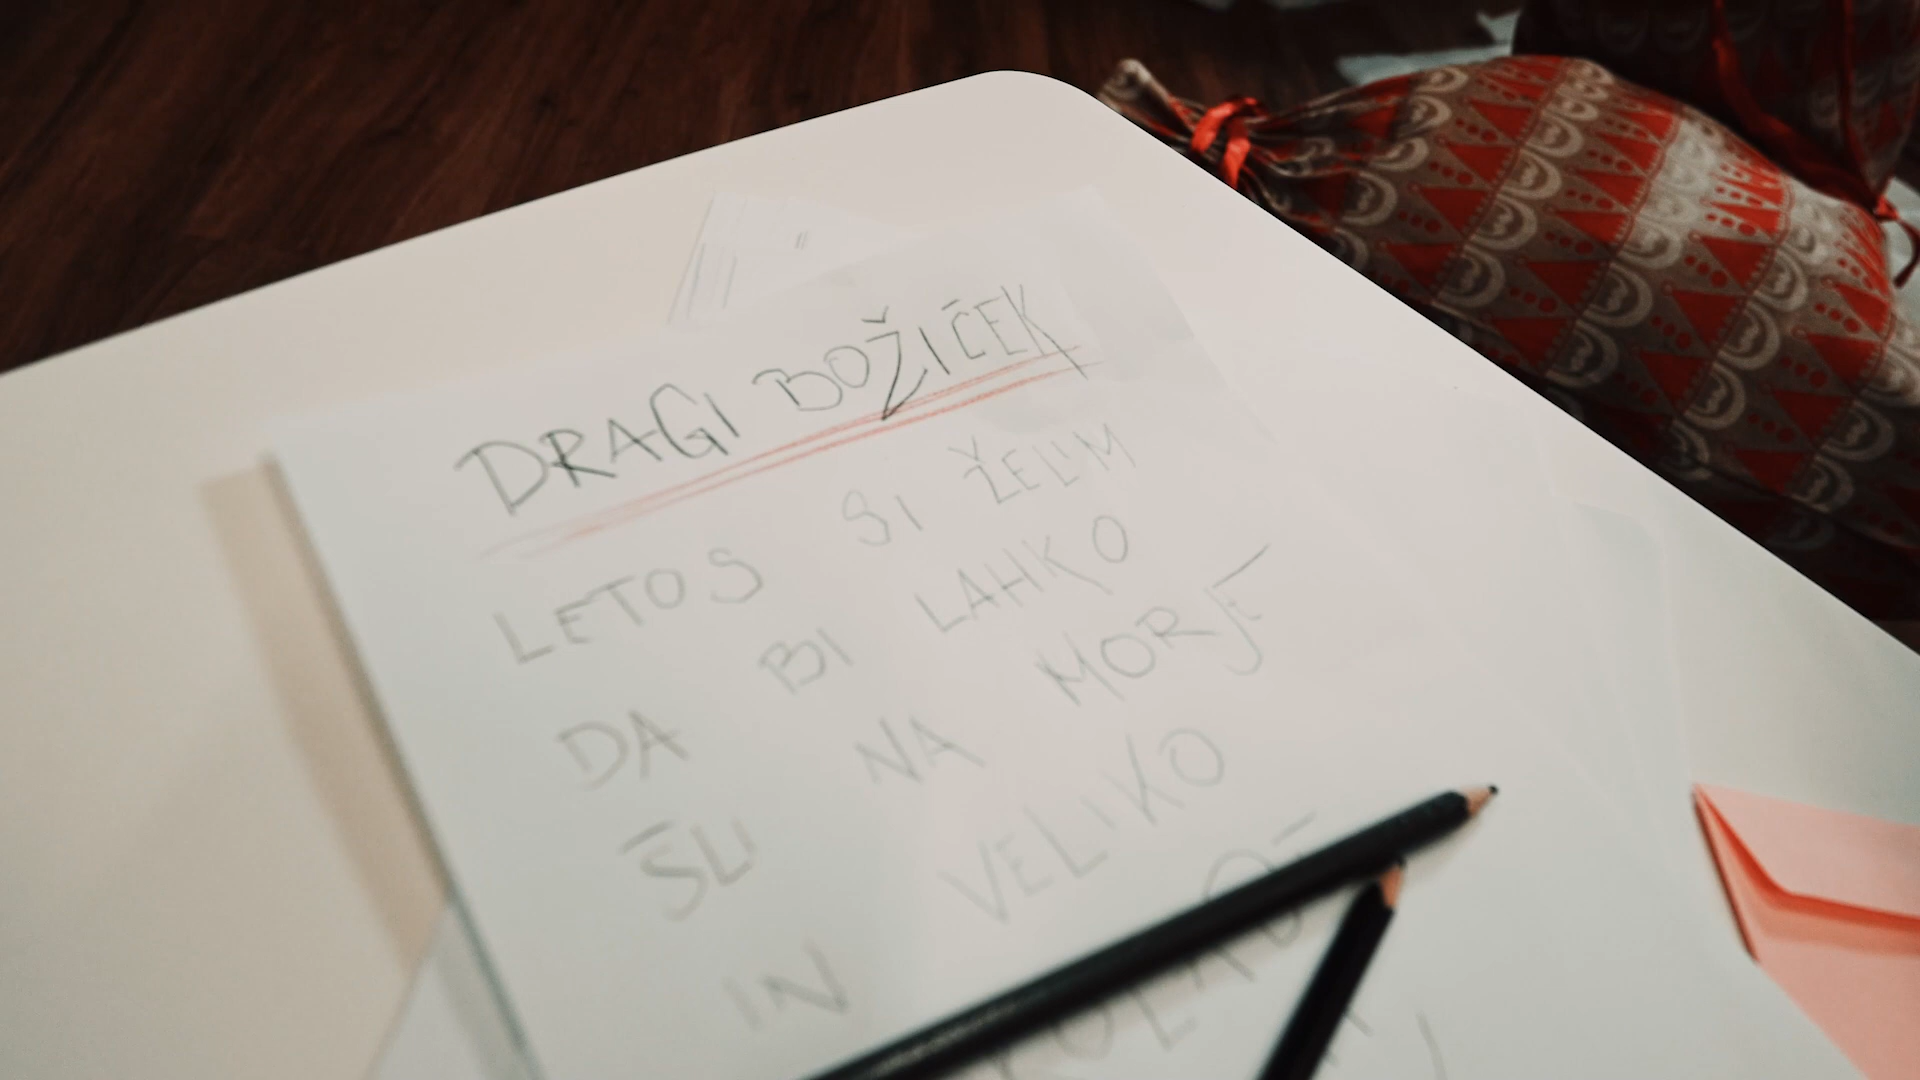 DRAGI BOŽIČEK
LETOS SI ŽELIM
DA BI LAHKO
ŠLI NA MORJE
IN VELIKO